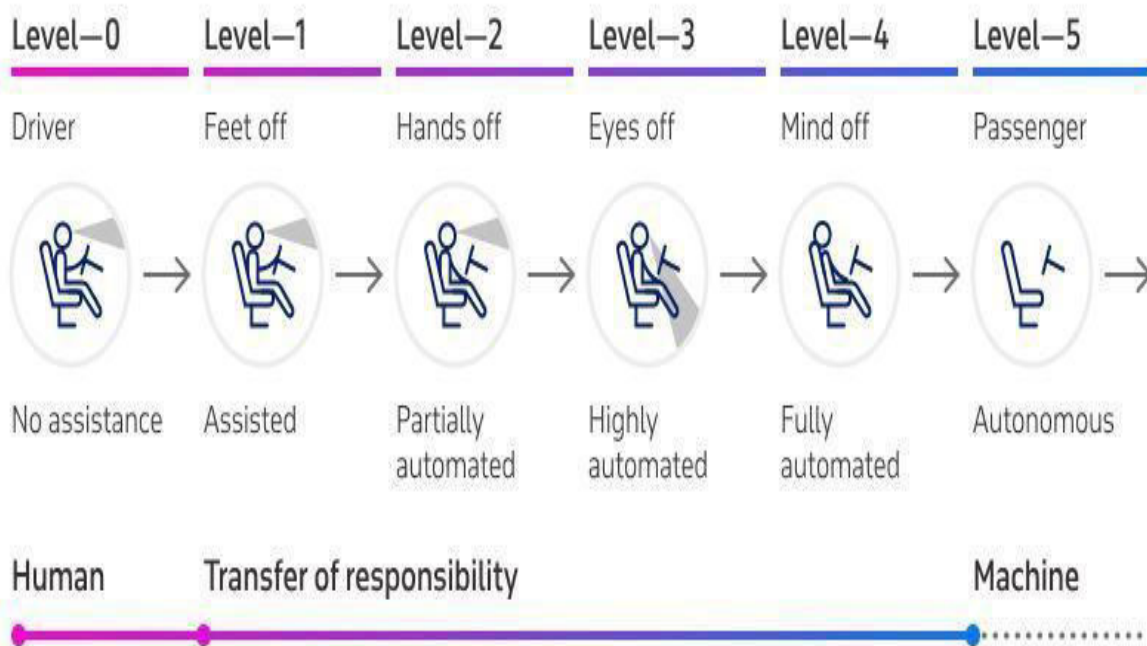 Level—0 Level—1 Level—2 Level—3 Level—4 Level—5
Driver Feet off Hands off Eyes off Mind off Passenger
No assistance Assisted Partially automated Highly automated Fully automated Autonomous
Human Transfer of responsibility Machine